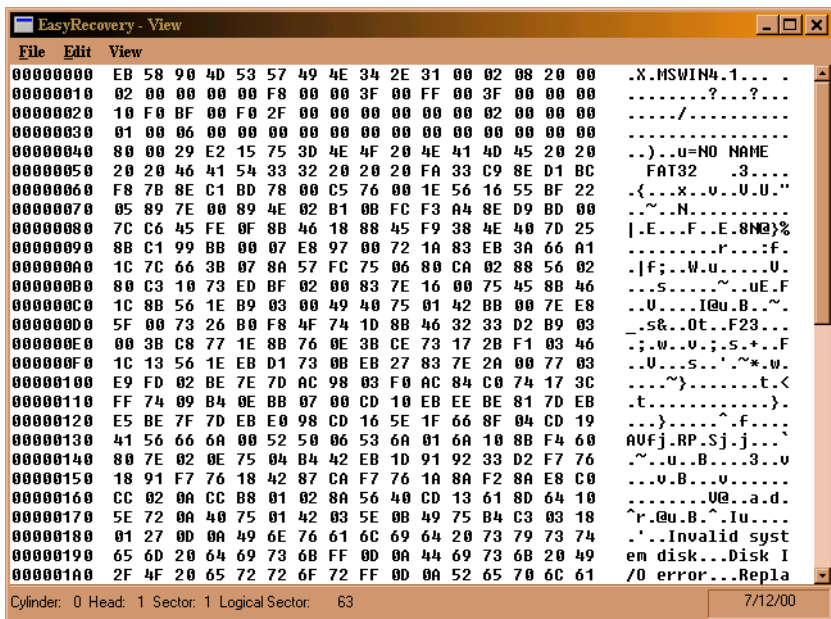 EasyRecovery - View
File Edit View
00000000 EB 58 90 4D 53 57 49 4E 34 2E 31 00 02 08 20 00 .X.MSWIN4.1... .
00000010 02 00 00 00 00 F8 00 00 3F 00 FF 00 3F 00 00 00 ........?...?...
00000020 10 F0 BF 00 F0 2F 00 00 00 00 00 00 02 00 00 00 ...../..........
00000030 01 00 06 00 00 00 00 00 00 00 00 00 00 00 00 00 ................
00000040 80 00 29 E2 15 75 3D 4E 4F 20 4E 41 4D 45 20 20 ..)..u=NO NAME
00000050 20 20 46 41 54 33 32 20 20 20 FA 33 C9 8E D1 BC FAT32 .3....
00000060 F8 7B 8E C1 BD 78 00 C5 76 00 1E 56 16 55 BF 22 .{...x..v..V.U."
00000070 05 89 7E 00 89 4E 02 B1 0B FC F3 A4 8E D9 BD 00 ..~..N..........
00000080 7C C6 45 FE 0F 8B 46 18 88 45 F9 38 4E 40 7D 25 |.E...F..E.8N@}%
00000090 8B C1 99 BB 00 07 E8 97 00 72 1A 83 EB 3A 66 A1 .........r...:f.
000000A0 1C 7C 66 3B 07 8A 57 FC 75 06 80 CA 02 88 56 02 .|f;..W.u.....V.
000000B0 80 C3 10 73 ED BF 02 00 83 7E 16 00 75 45 8B 46 ...s.....~..uE.F
000000C0 1C 8B 56 1E B9 03 00 49 40 75 01 42 BB 00 7E E8 ..V....I@u.B..~.
000000D0 5F 00 73 26 B0 F8 4F 74 1D 8B 46 32 33 D2 B9 03 _.s&..Ot..F23...
000000E0 00 3B C8 77 1E 8B 76 0E 3B CE 73 17 2B F1 03 46 .;.w..v.;.s.+..F
000000F0 1C 13 56 1E EB D1 73 0B EB 27 83 7E 2A 00 77 03 ..V...s..'.~*.w.
00000100 E9 FD 02 BE 7E 7D AC 98 03 F0 AC 84 C0 74 17 3C ....~}.......t.<
00000110 FF 74 09 B4 0E BB 07 00 CD 10 EB EE BE 81 7D EB .t............}.
00000120 E5 BE 7F 7D EB E0 98 CD 16 5E 1F 66 8F 04 CD 19 ...}.....^.f....
00000130 41 56 66 6A 00 52 50 06 53 6A 01 6A 10 8B F4 60 AVfj.RP.Sj.j...`
00000140 80 7E 02 0E 75 04 B4 42 EB 1D 91 92 33 D2 F7 76 .~..u..B....3..v
00000150 18 91 F7 76 18 42 87 CA F7 76 1A 8A F2 8A E8 C0 ...v.B...v......
00000160 CC 02 0A CC B8 01 02 8A 56 40 CD 13 61 8D 64 10 ........V@..a.d.
00000170 5E 72 0A 40 75 01 42 03 5E 0B 49 75 B4 C3 03 18 ^r.@u.B.^.Iu....
00000180 01 27 0D 0A 49 6E 76 61 6C 69 64 20 73 79 73 74 .'..Invalid syst
00000190 65 6D 20 64 69 73 6B FF 0D 0A 44 69 73 6B 20 49 em disk...Disk I
000001A0 2F 4F 20 65 72 72 6F 72 FF 0D 0A 52 65 70 6C 61 /O error...Repla
Cylinder: 0 Head: 1 Sector: 1 Logical Sector: 63 7/12/00